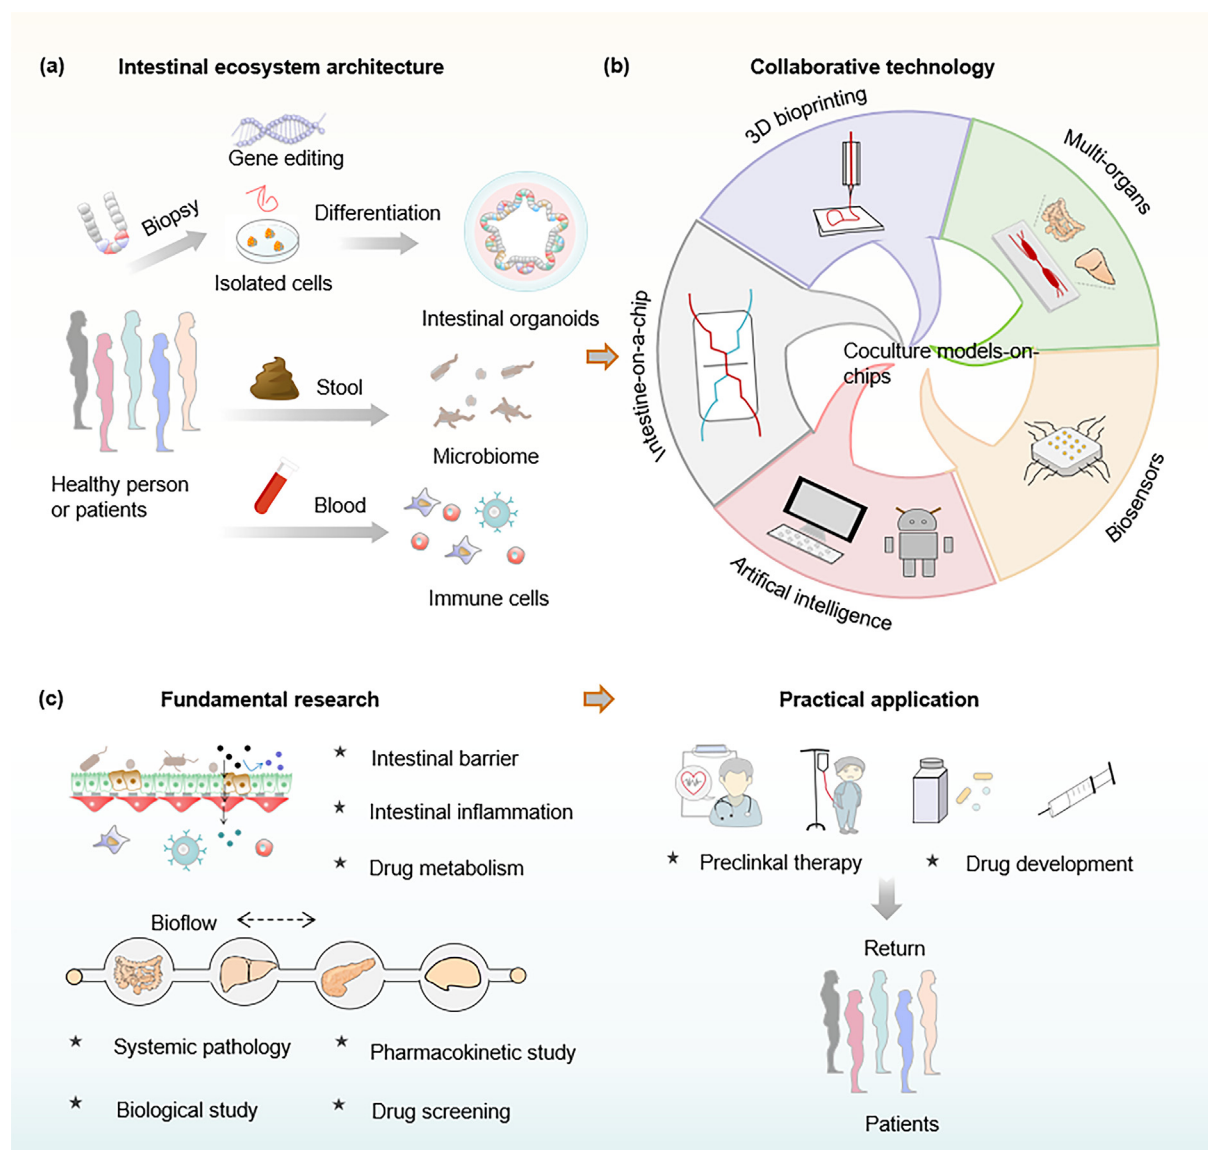 (a) Intestinal ecosystem architecture
Gene editing
Biopsy
Differentiation
Isolated cells
Intestinal organoids
Stool
Microbiome
Healthy person
or patients
Blood
Immune cells
(b) Collaborative technology
3D bioprinting
Multi-organs
Intestine-on-a-chip
Coculture models-on-
chips
Biosensors
Artifical intelligence
(c) Fundamental research
★ Intestinal barrier
★ Intestinal inflammation
★ Drug metabolism
Bioflow
★ Systemic pathology
★ Pharmacokinetic study
★ Biological study
★ Drug screening
Practical application
★ Preclinkal therapy
★ Drug development
Return
Patients